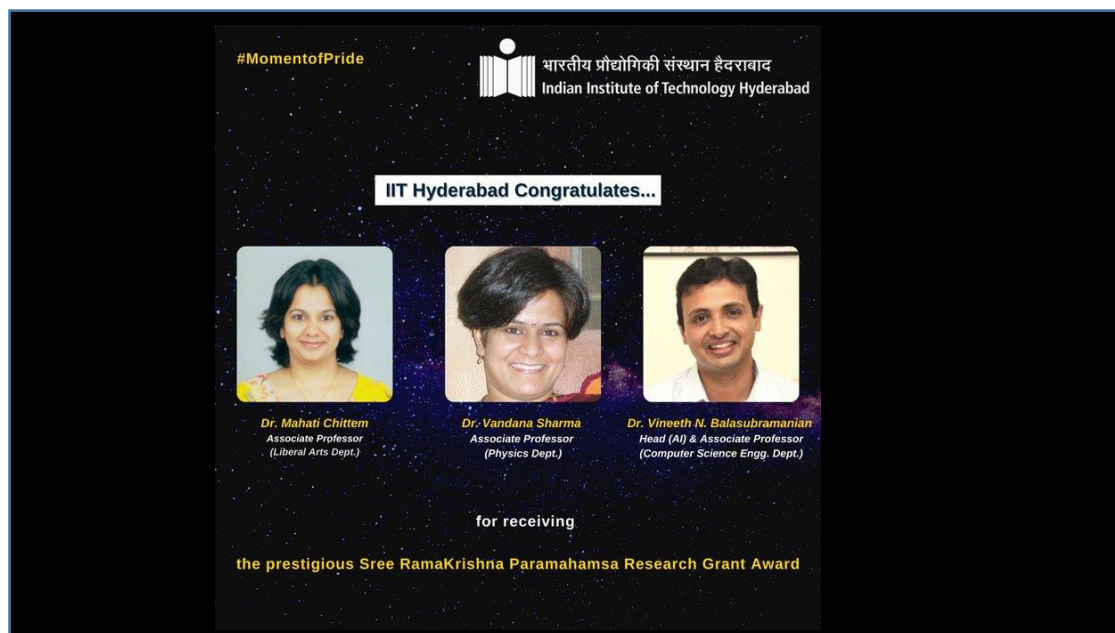 #MomentofPride
भारतीय प्रौद्योगिकी संस्थान हैदराबाद
Indian Institute of Technology Hyderabad
IIT Hyderabad Congratulates...
Dr. Mahati Chittem
Associate Professor
(Liberal Arts Dept.)
Dr. Vandana Sharma
Associate Professor
(Physics Dept.)
Dr. Vineeth N. Balasubramanian
Head (AI) & Associate Professor
(Computer Science Engg. Dept.)
for receiving
the prestigious Sree RamaKrishna Paramahamsa Research Grant Award